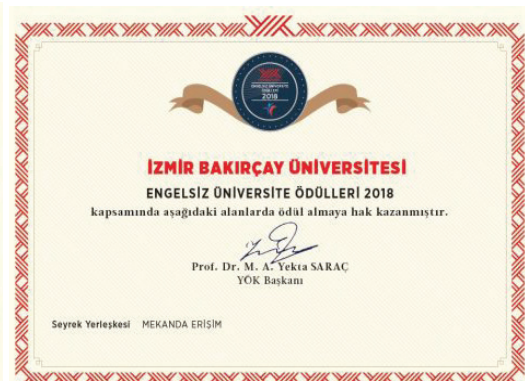 ENGELSİZ ÜNİVERSİTE
ÖDÜLLERİ
2018
İZMİR BAKIRÇAY ÜNİVERSİTESİ
ENGELSİZ ÜNİVERSİTE ÖDÜLLERİ 2018
kapsamında aşağıdaki alanlarda ödül almaya hak kazanmıştır.
Prof. Dr. M. A. Yekta SARAÇ
YÖK Başkanı
Seyrek Yerleşkesi MEKANDA ERİŞİM